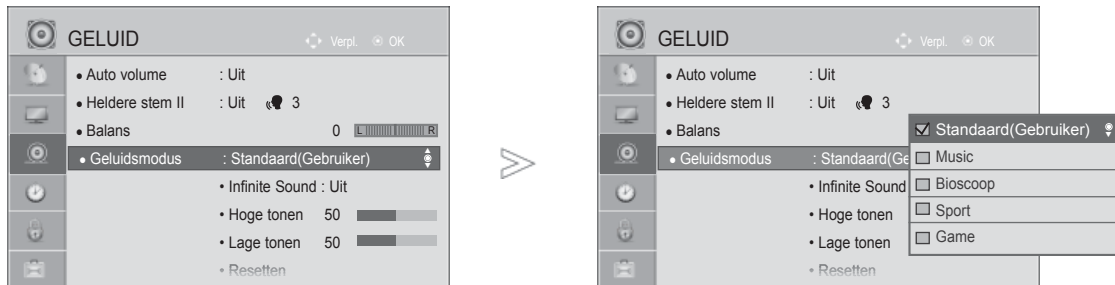 GELUID
Verpl. OK
• Auto volume : Uit
• Heldere stem II : Uit 3
• Balans 0 L R
• Geluidsmodus : Standaard(Gebruiker)
• Infinite Sound : Uit
• Hoge tonen 50
• Lage tonen 50
• Resetten
GELUID
Verpl. OK
• Auto volume : Uit
• Heldere stem II : Uit 3
• Balans
• Geluidsmodus : Standaard(Ge
• Infinite Sound
• Hoge tonen
• Lage tonen
• Resetten
Standaard(Gebruiker)
Music
Bioscoop
Sport
Game